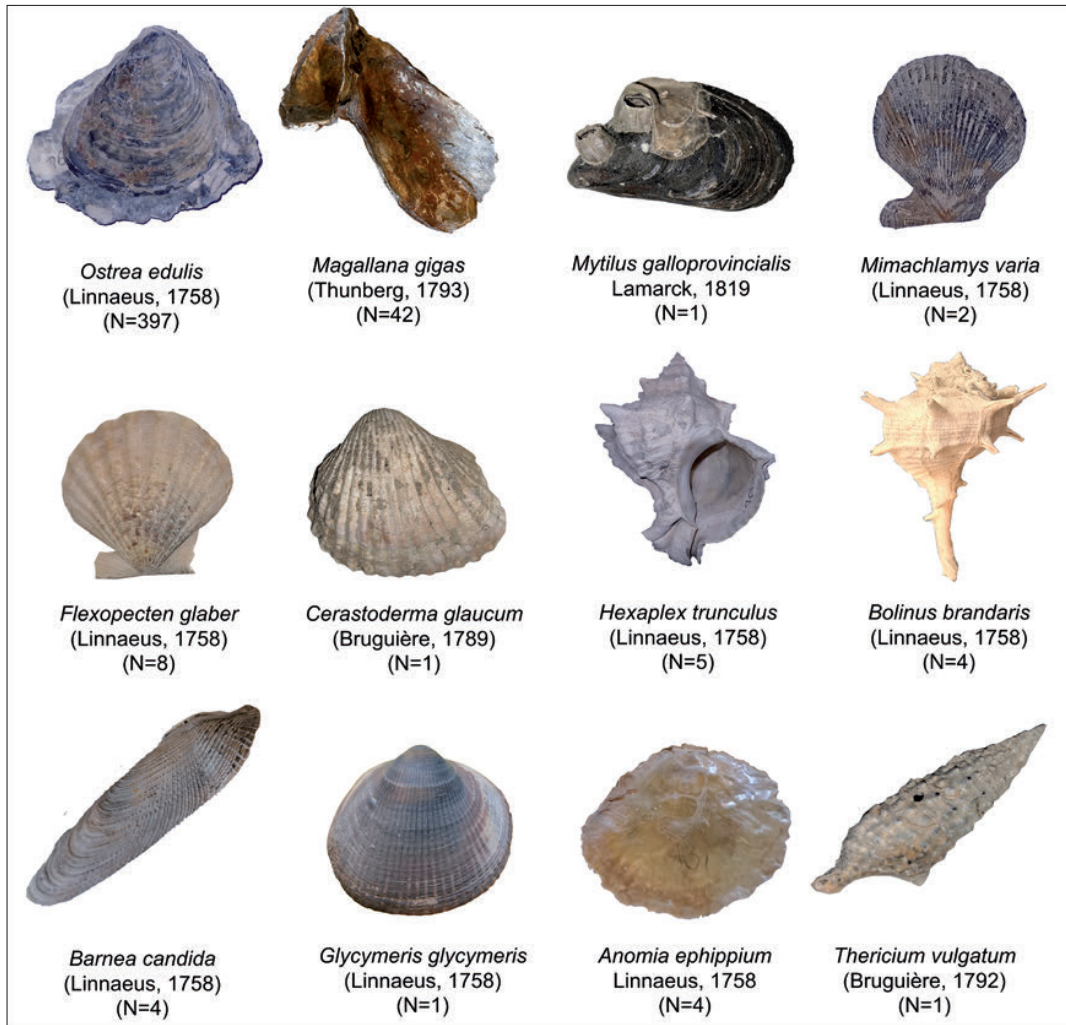 Ostrea edulis
(Linnaeus, 1758)
(N=397)
Magallana gigas
(Thunberg, 1793)
(N=42)
Mytilus galloprovincialis
Lamarck, 1819
(N=1)
Mimachlamys varia
(Linnaeus, 1758)
(N=2)
Flexopecten glaber
(Linnaeus, 1758)
(N=8)
Cerastoderma glaucum
(Bruguière, 1789)
(N=1)
Hexaplex trunculus
(Linnaeus, 1758)
(N=5)
Bolinus brandaris
(Linnaeus, 1758)
(N=4)
Barnea candida
(Linnaeus, 1758)
(N=4)
Glycymeris glycymeris
(Linnaeus, 1758)
(N=1)
Anomia ephippium
Linnaeus, 1758
(N=4)
Thericium vulgatum
(Bruguière, 1792)
(N=1)